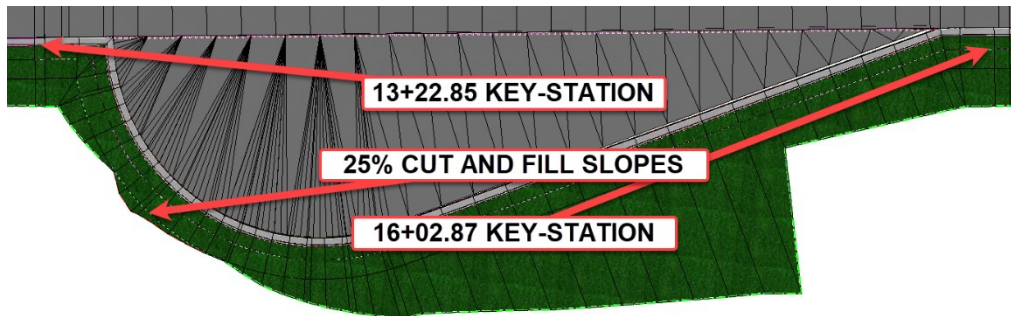 13+22.85 KEY-STATION
25% CUT AND FILL SLOPES
16+02.87 KEY-STATION